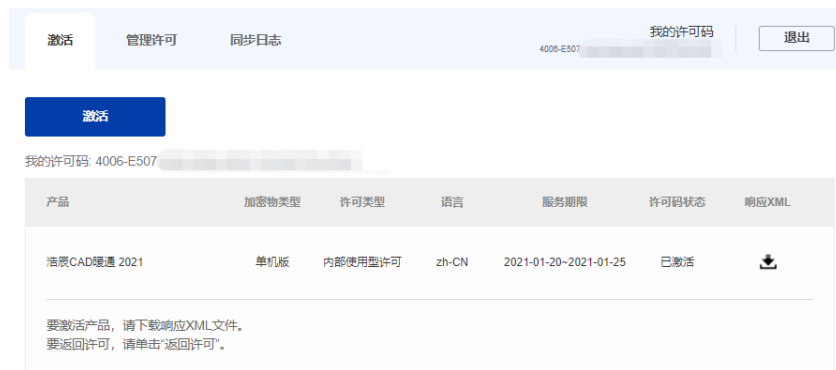 激活 管理许可 同步日志 我的许可码 退出
4006-E507
激活
我的许可码: 4006-E507
产品 加密物类型 许可类型 语言 服务期限 许可码状态 响应XML
浩辰CAD暖通 2021 单机版 内部使用型许可 zh-CN 2021-01-20~2021-01-25 已激活
要激活产品，请下载响应XML文件。
要返回许可，请单击“返回许可”。